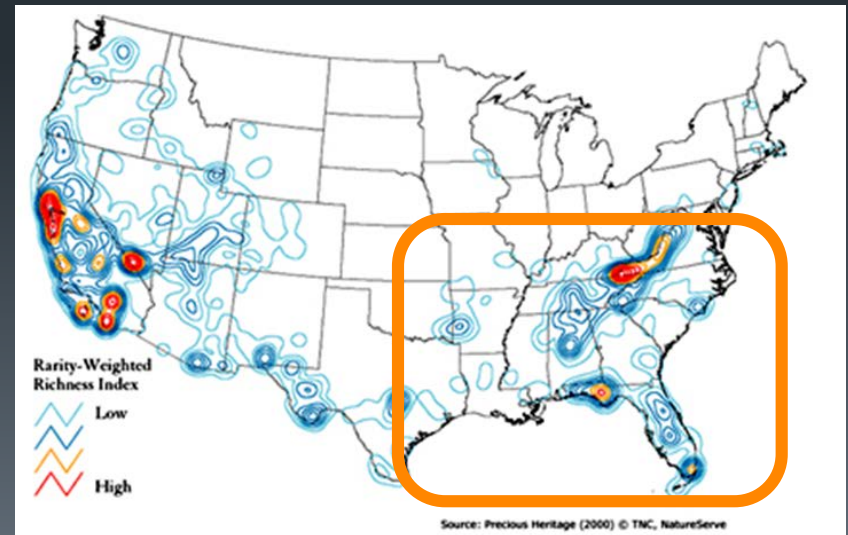 Rarity-Weighted
Richness Index
Low
High
Source: Precious Heritage (2000) © TNC, NatureServe